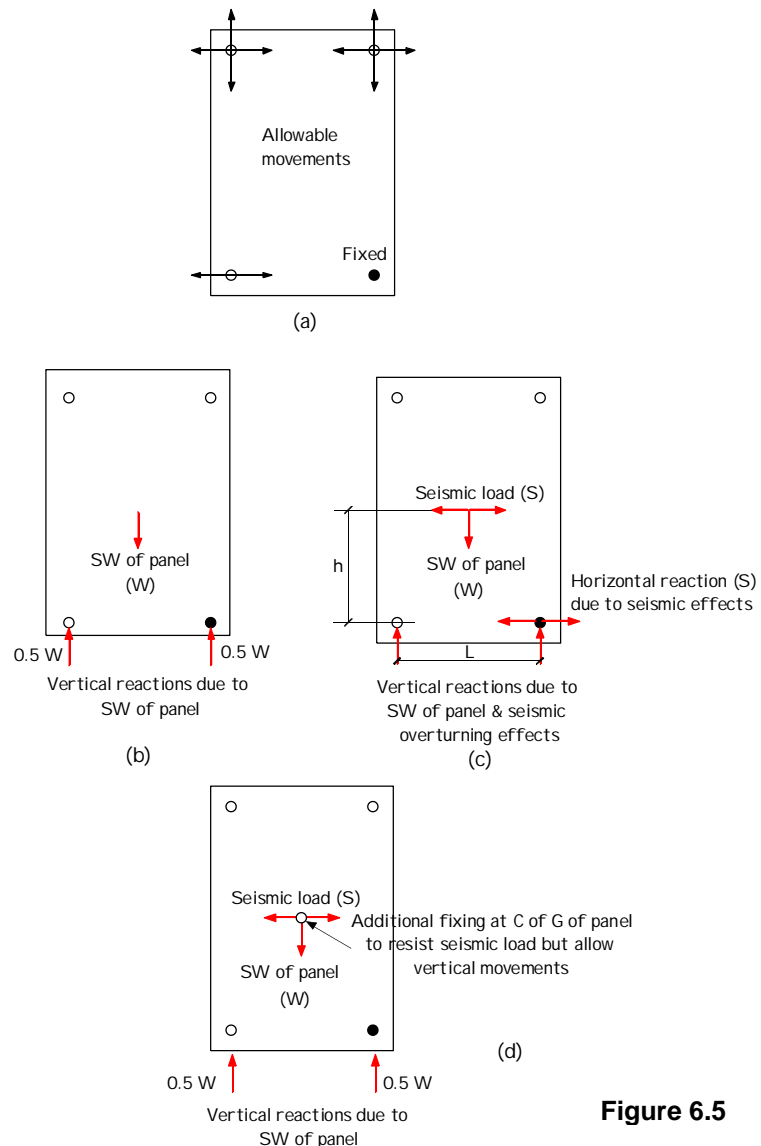 Allowable
movements
Fixed
(a)
SW of panel
(W)
0.5 W
0.5 W
Vertical reactions due to
SW of panel
(b)
Seismic load (S)
h
SW of panel
(W)
Horizontal reaction (S)
due to seismic effects
L
Vertical reactions due to
SW of panel & seismic
overturning effects
(c)
Seismic load (S)
Additional fixing at C of G of panel
to resist seismic load but allow
vertical movements
SW of panel
(W)
(d)
0.5 W
0.5 W
Vertical reactions due to
SW of panel
Figure 6.5